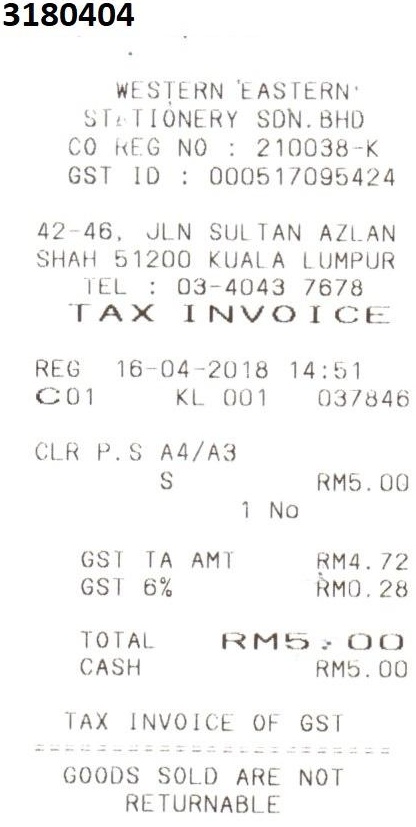 3180404
WESTERN EASTERN
STATIONERY SDN.BHD
CO REG NO : 210038-K
GST ID : 000517095424
42-46, JLN SULTAN AZLAN
SHAH 51200 KUALA LUMPUR
TEL : 03-4043 7678
TAX INVOICE
REG 16-04-2018 14:51
C01 KL 001 037846
CLR P.S A4/A3
S RM5.00
1 No
GST TA AMT RM4.72
GST 6% RM0.28
TOTAL RM5.00
CASH RM5.00
TAX INVOICE OF GST
========================
GOODS SOLD ARE NOT
RETURNABLE